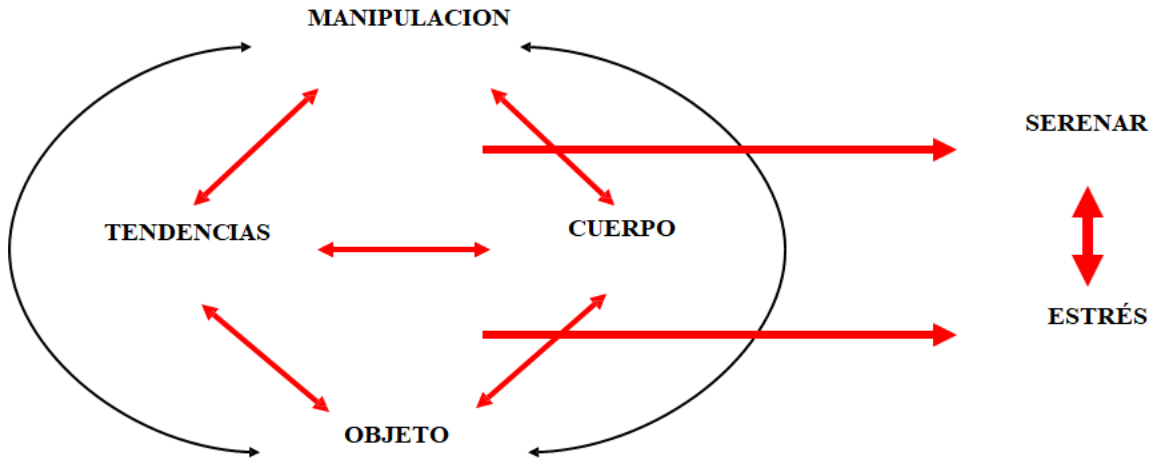 MANIPULACION
SERENAR
TENDENCIAS
CUERPO
ESTRÉS
OBJETO